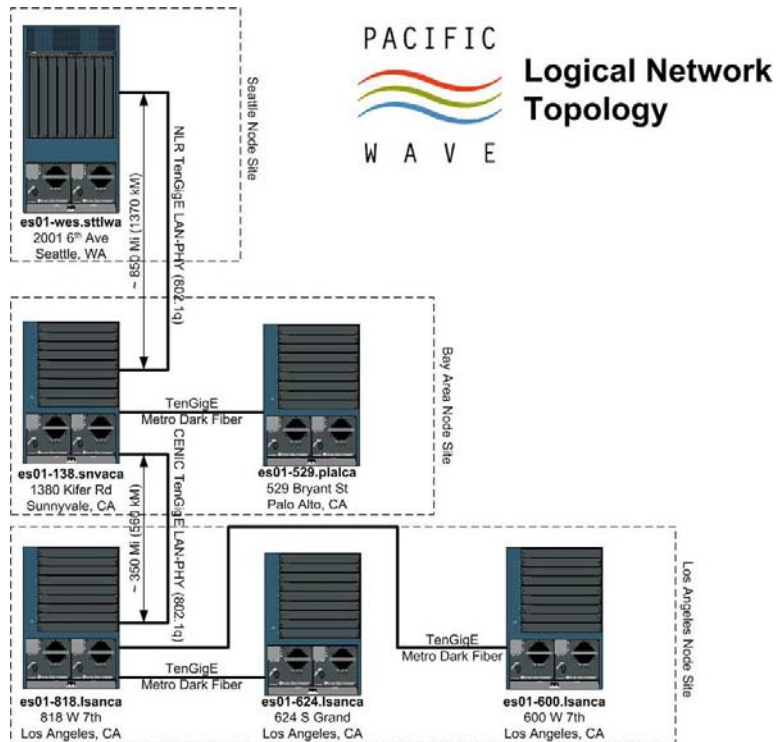 PACIFIC
WAVE
Logical Network
Topology
Seattle Node Site
NLR TenGigE LAN-PHY (802.1q)
~ 850 Mi (1370 kM)
es01-wes.sttlwa
2001 6th Ave
Seattle, WA
Bay Area Node Site
TenGigE
Metro Dark Fiber
es01-138.snvaca
1380 Kifer Rd
Sunnyvale, CA
es01-529.plalca
529 Bryant St
Palo Alto, CA
CENIC TenGigE LAN-PHY (802.1q)
~ 350 Mi (560 kM)
Los Angeles Node Site
TenGigE
Metro Dark Fiber
TenGigE
Metro Dark Fiber
es01-818.lsanca
818 W 7th
Los Angeles, CA
es01-624.lsanca
624 S Grand
Los Angeles, CA
es01-600.lsanca
600 W 7th
Los Angeles, CA